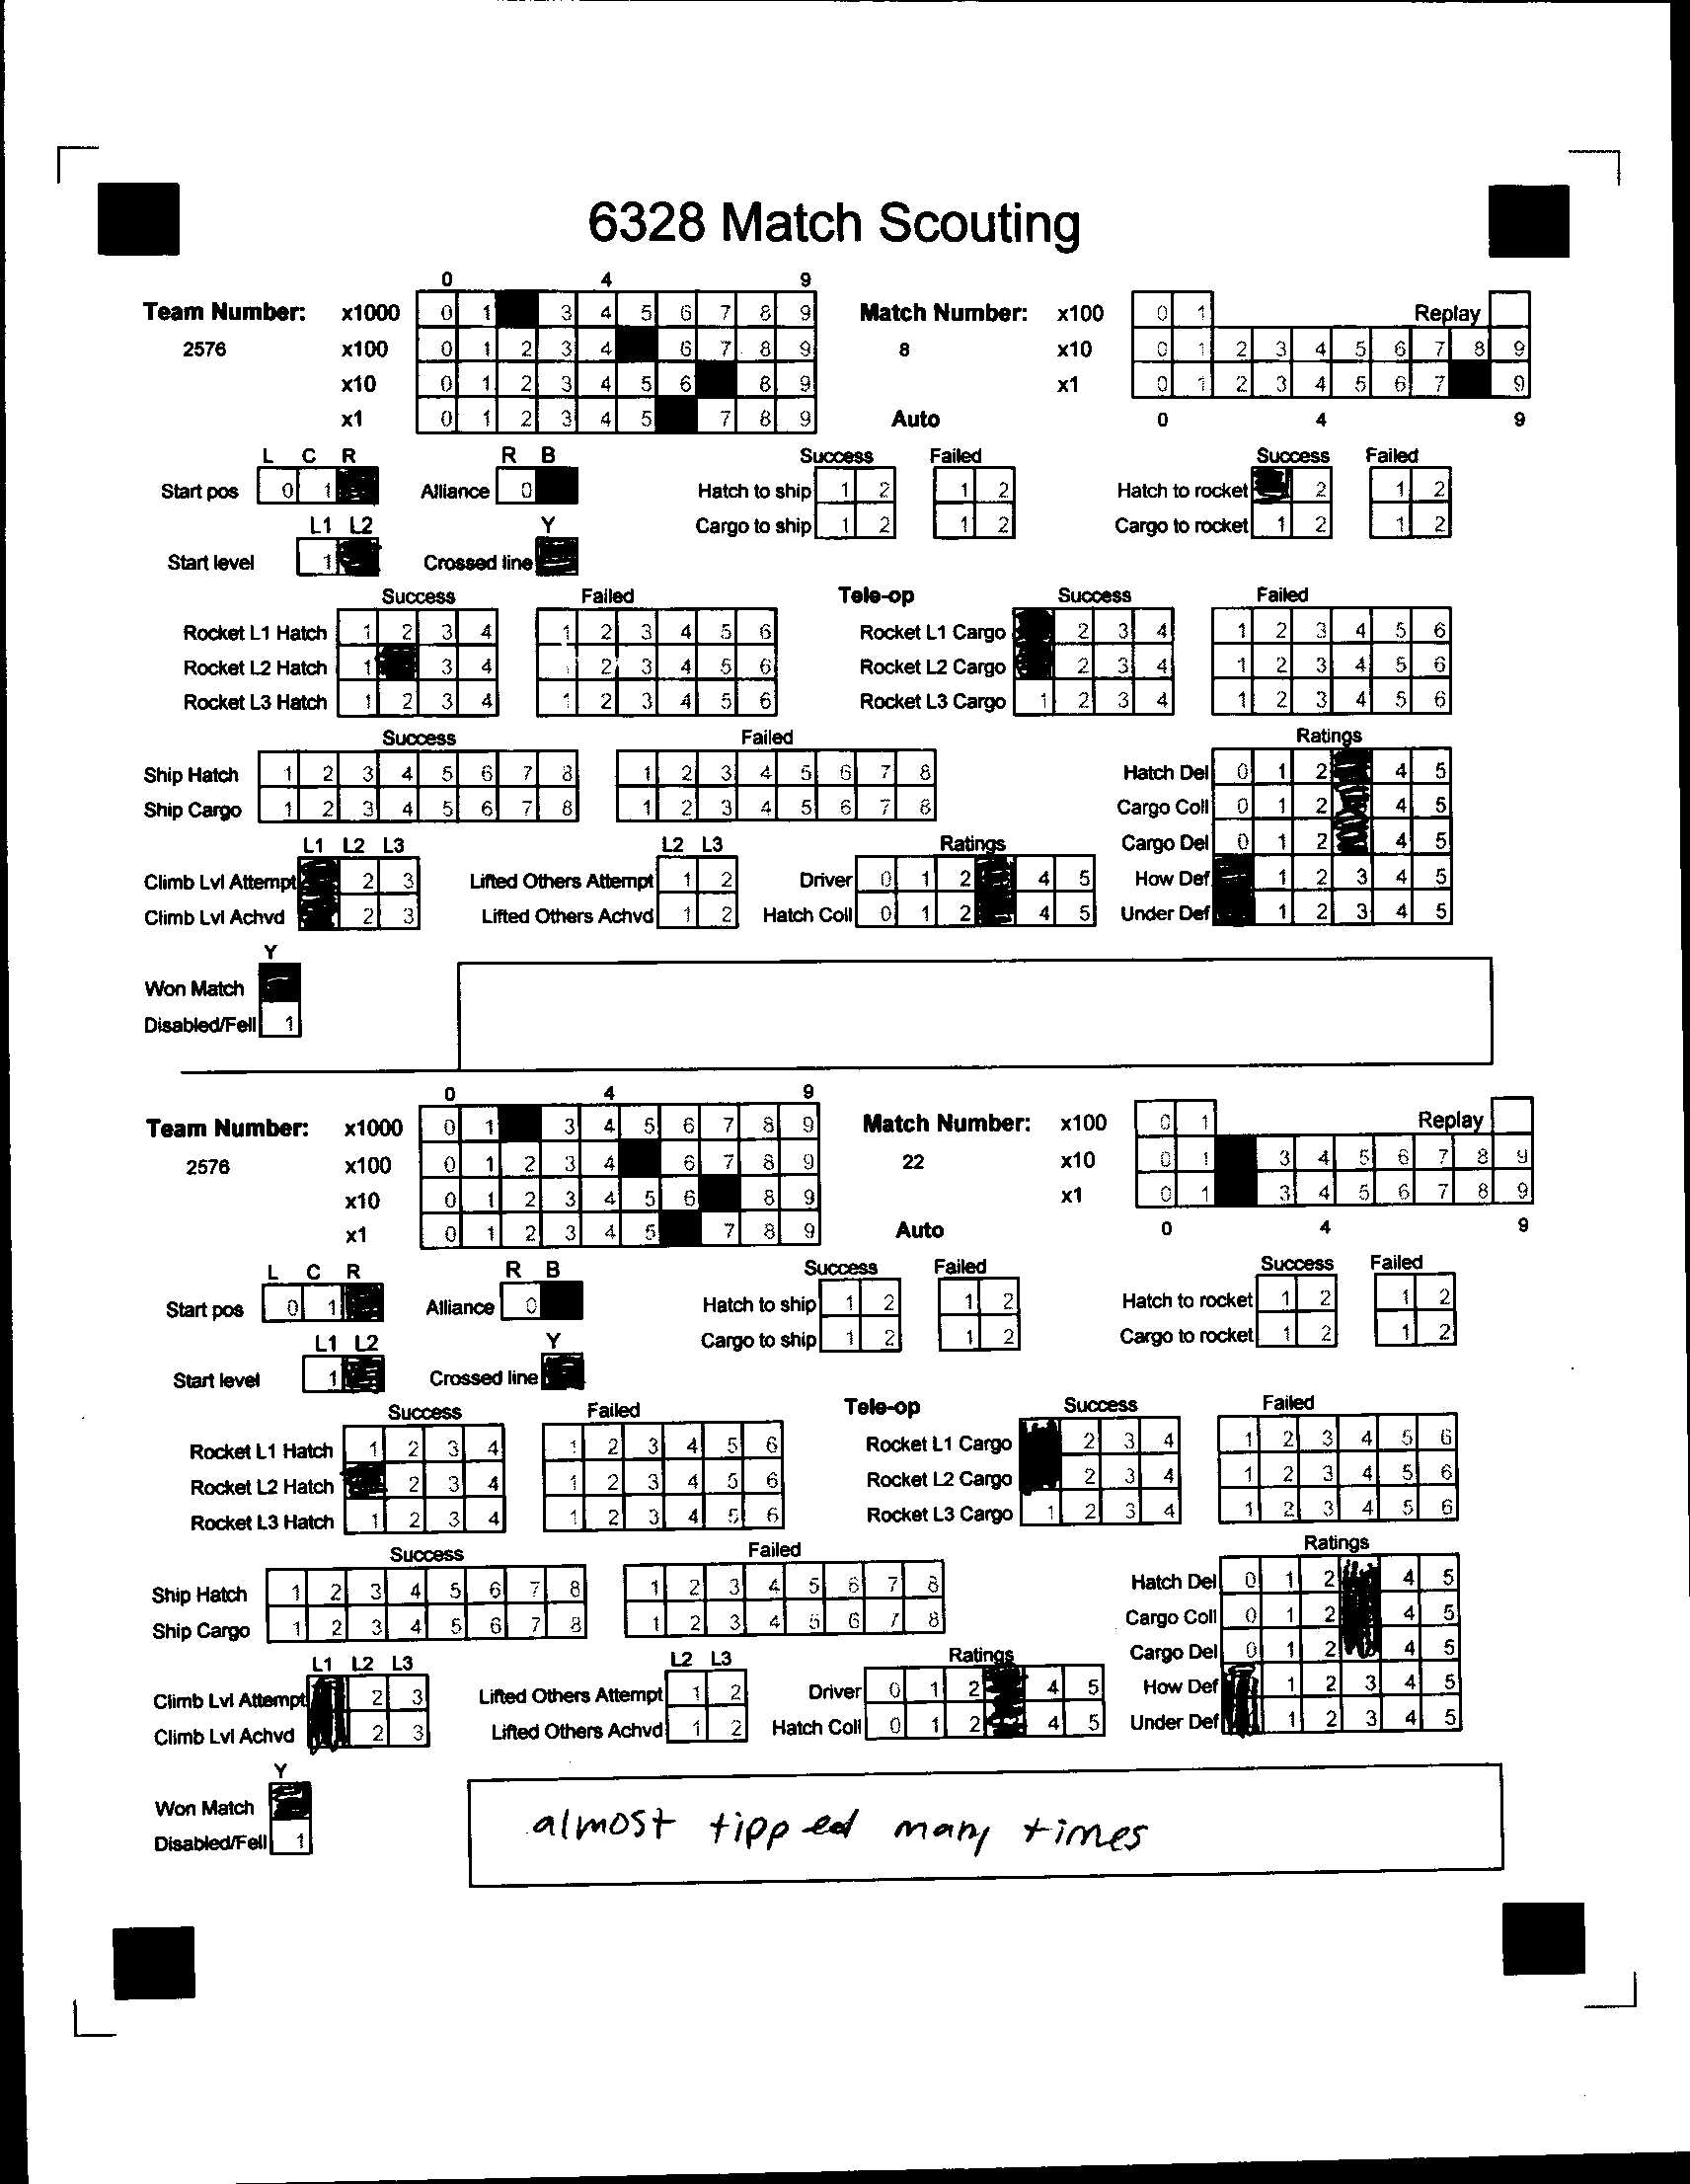 6328 Match Scouting
0 4 9
Team Number: x1000 0 1 3 4 5 6 7 8 9 Match Number: x100 0 1 Replay
2576 x100 0 1 2 3 4 6 7 8 9 8 x10 0 1 2 3 4 5 6 7 8 9
x10 0 1 2 3 4 5 6 8 9 x1 0 1 2 3 4 5 6 7 9
x1 0 1 2 3 4 5 7 8 9 Auto 0 4 9
L C R R B Success Failed Success Failed
Start pos 0 1 Alliance 0 Hatch to ship 1 2 1 2 Hatch to rocket 2 1 2
L1 L2 Y Cargo to ship 1 2 1 2 Cargo to rocket 1 2 1 2
Start level 1 Crossed line
Success Failed Tele-op Success Failed
Rocket L1 Hatch 1 2 3 4 1 2 3 4 5 6 Rocket L1 Cargo 2 3 4 1 2 3 4 5 6
Rocket L2 Hatch 1 3 4 1 2 3 4 5 6 Rocket L2 Cargo 2 3 4 1 2 3 4 5 6
Rocket L3 Hatch 1 2 3 4 1 2 3 4 5 6 Rocket L3 Cargo 1 2 3 4 1 2 3 4 5 6
Success Failed Ratings
Ship Hatch 1 2 3 4 5 6 7 8 1 2 3 4 5 6 7 8 Hatch Del 0 1 2 4 5
Ship Cargo 1 2 3 4 5 6 7 8 1 2 3 4 5 6 7 8 Cargo Coll 0 1 2 4 5
L1 L2 L3 L2 L3 Ratings Cargo Del 0 1 2 4 5
Climb Lvl Attempt 2 3 Lifted Others Attempt 1 2 Driver 0 1 2 4 5 How Def 1 2 3 4 5
Climb Lvl Achvd 2 3 Lifted Others Achvd 1 2 Hatch Coll 0 1 2 4 5 Under Def 1 2 3 4 5
Y
Won Match
Disabled/Fell 1
0 4 9
Team Number: x1000 0 1 3 4 5 6 7 8 9 Match Number: x100 0 1 Replay
2576 x100 0 1 2 3 4 6 7 8 9 22 x10 0 1 3 4 5 6 7 8 9
x10 0 1 2 3 4 5 6 8 9 x1 0 1 3 4 5 6 7 8 9
x1 0 1 2 3 4 5 7 8 9 Auto 0 4 9
L C R R B Success Failed Success Failed
Start pos 0 1 Alliance 0 Hatch to ship 1 2 1 2 Hatch to rocket 1 2 1 2
L1 L2 Y Cargo to ship 1 2 1 2 Cargo to rocket 1 2 1 2
Start level 1 Crossed line
Success Failed Tele-op Success Failed
Rocket L1 Hatch 1 2 3 4 1 2 3 4 5 6 Rocket L1 Cargo 2 3 4 1 2 3 4 5 6
Rocket L2 Hatch 2 3 4 1 2 3 4 5 6 Rocket L2 Cargo 2 3 4 1 2 3 4 5 6
Rocket L3 Hatch 1 2 3 4 1 2 3 4 5 6 Rocket L3 Cargo 1 2 3 4 1 2 3 4 5 6
Success Failed Ratings
Ship Hatch 1 2 3 4 5 6 7 8 1 2 3 4 5 6 7 8 Hatch Del 0 1 2 4 5
Ship Cargo 1 2 3 4 5 6 7 8 1 2 3 4 5 6 7 8 Cargo Coll 0 1 2 4 5
L1 L2 L3 L2 L3 Ratings Cargo Del 0 1 2 4 5
Climb Lvl Attempt 2 3 Lifted Others Attempt 1 2 Driver 0 1 2 4 5 How Def 1 2 3 4 5
Climb Lvl Achvd 2 3 Lifted Others Achvd 1 2 Hatch Coll 0 1 2 4 5 Under Def 1 2 3 4 5
Y
Won Match
Disabled/Fell 1
almost tipped many times